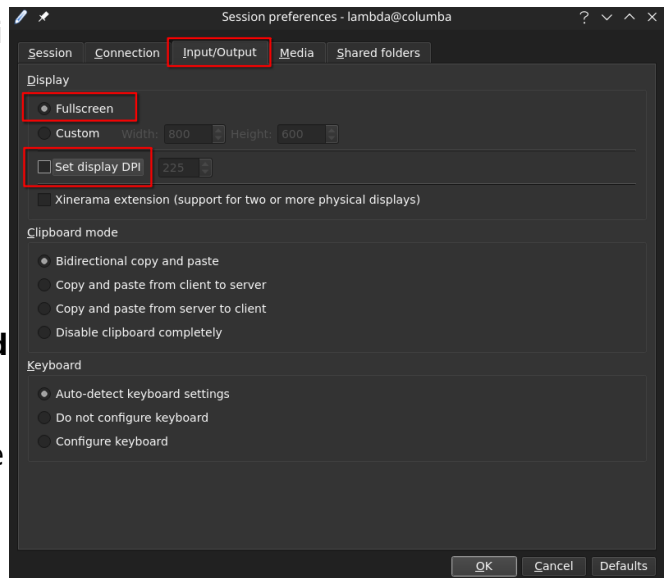 Session preferences - lambda@columba
Session Connection Input/Output Media Shared folders
Display
Fullscreen
Custom Width: 800 Height: 600
Set display DPI 225
Xinerama extension (support for two or more physical displays)
Clipboard mode
Bidirectional copy and paste
Copy and paste from client to server
Copy and paste from server to client
Disable clipboard completely
Keyboard
Auto-detect keyboard settings
Do not configure keyboard
Configure keyboard
OK Cancel Defaults